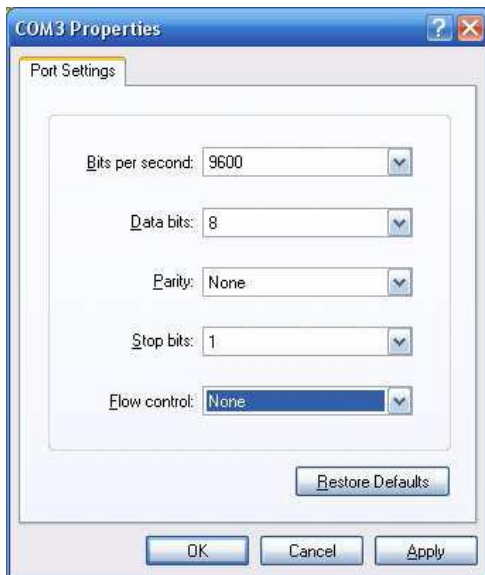 COM3 Properties
Port Settings
Bits per second: 9600
Data bits: 8
Parity: None
Stop bits: 1
Flow control: None
Restore Defaults
OK Cancel Apply